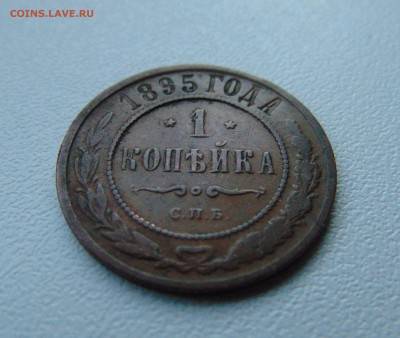 COINS.LAVE.RU
1895 ГОДА
* 1 *
КОПѢЙКА
С.П.Б.